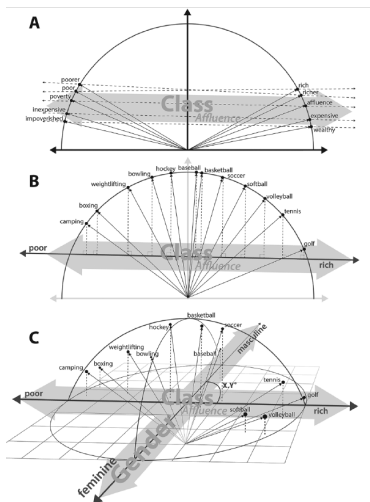 A
poorer
poor
poverty
inexpensive
impoverished
Class
Affluence
rich
richer
affluence
expensive
wealthy
B
camping
boxing
weightlifting
bowling
hockey
baseball
basketball
soccer
softball
volleyball
tennis
golf
poor
Class
Affluence
rich
C
camping
boxing
weightlifting
bowling
hockey
basketball
baseball
soccer
masculine
X,Y
tennis
golf
softball
volleyball
poor
Class
Affluence
rich
Gender
feminine